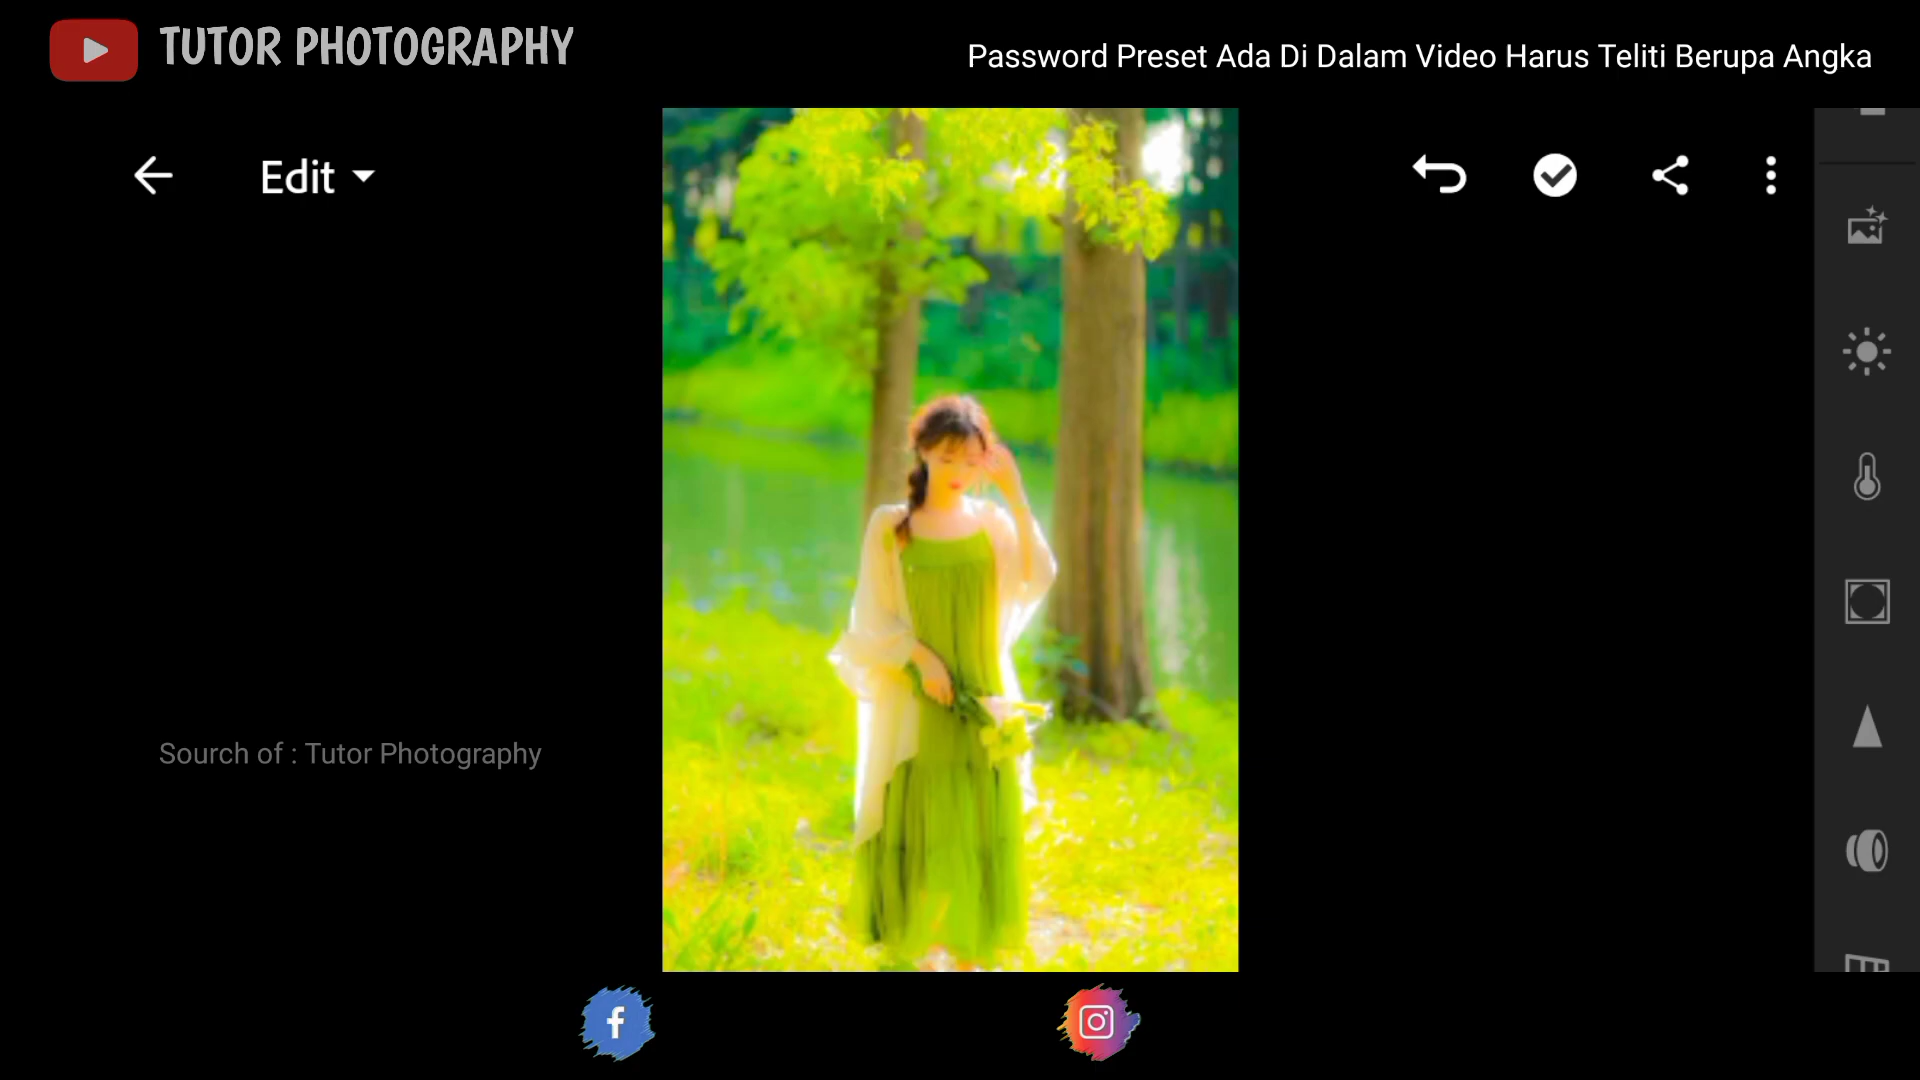 TUTOR PHOTOGRAPHY
Password Preset Ada Di Dalam Video Harus Teliti Berupa Angka
Edit
Sourch of : Tutor Photography